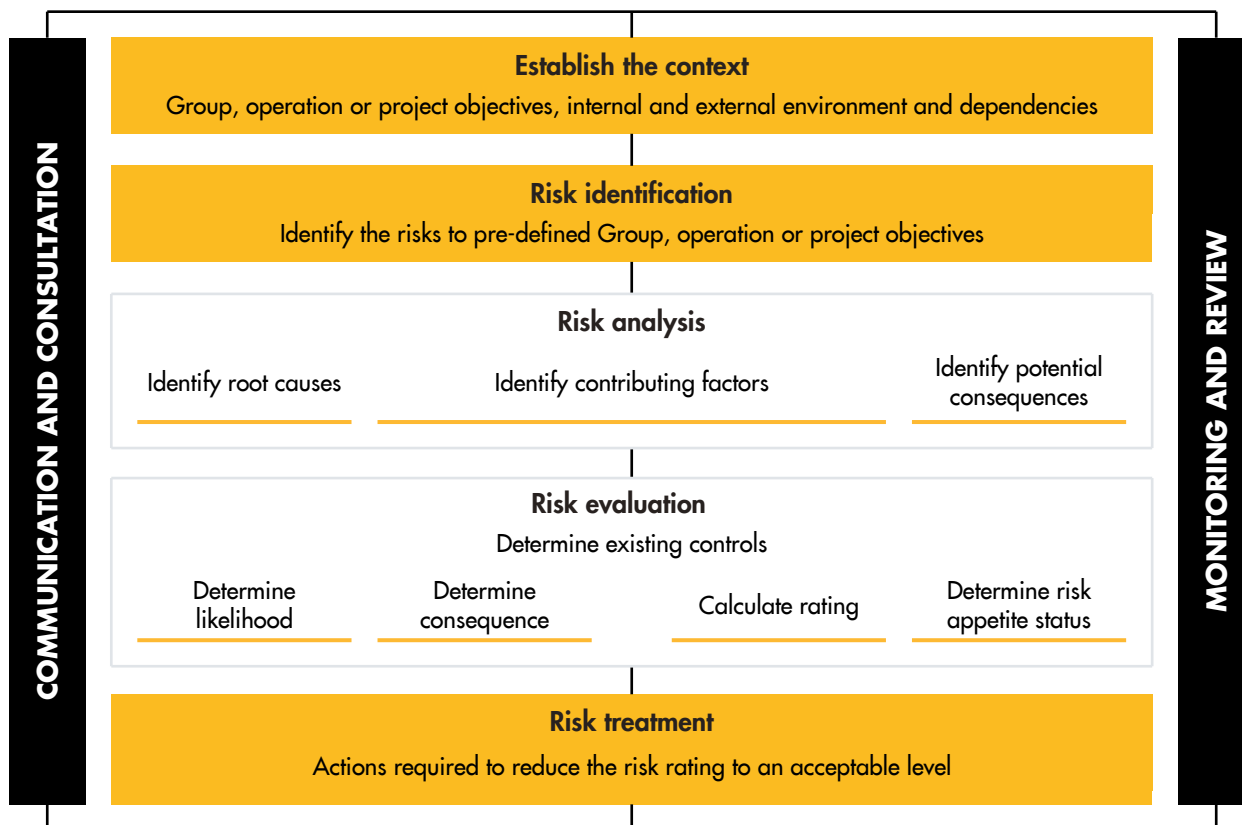 COMMUNICATION AND CONSULTATION
Establish the context
Group, operation or project objectives, internal and external environment and dependencies
Risk identification
Identify the risks to pre-defined Group, operation or project objectives
Risk analysis
Identify root causes
Identify contributing factors
Identify potential
consequences
Risk evaluation
Determine existing controls
Determine
likelihood
Determine
consequence
Calculate rating
Determine risk
appetite status
Risk treatment
Actions required to reduce the risk rating to an acceptable level
MONITORING AND REVIEW